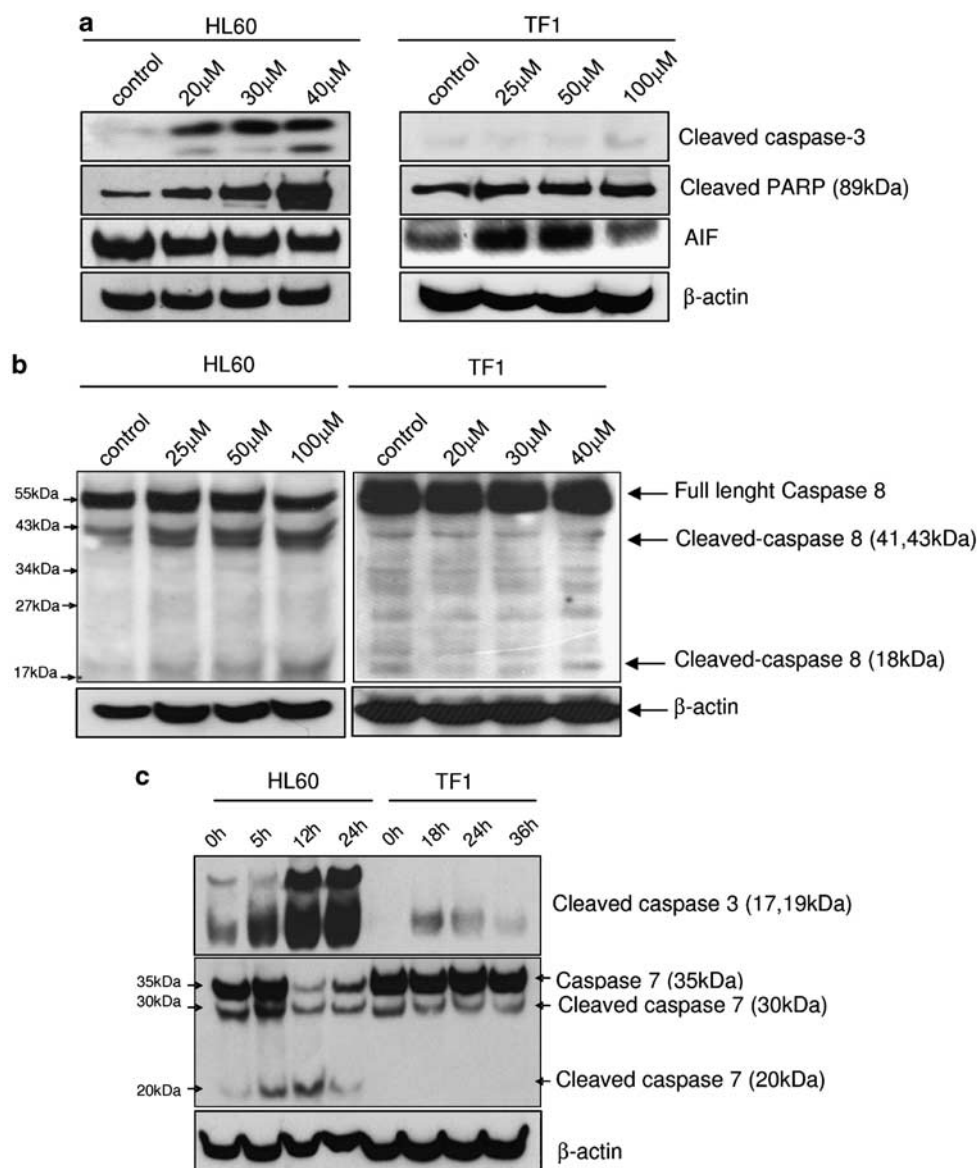 a
HL60 TF1
control 20μM 30μM 40μM control 25μM 50μM 100μM
Cleaved caspase-3
Cleaved PARP (89kDa)
AIF
β-actin
b
HL60 TF1
control 25μM 50μM 100μM control 20μM 30μM 40μM
55kDa
Full lenght Caspase 8
43kDa
Cleaved-caspase 8 (41,43kDa)
34kDa
27kDa
Cleaved-caspase 8 (18kDa)
17kDa
β-actin
c
HL60 TF1
0h 5h 12h 24h 0h 18h 24h 36h
Cleaved caspase 3 (17,19kDa)
35kDa Caspase 7 (35kDa)
30kDa Cleaved caspase 7 (30kDa)
20kDa Cleaved caspase 7 (20kDa)
β-actin